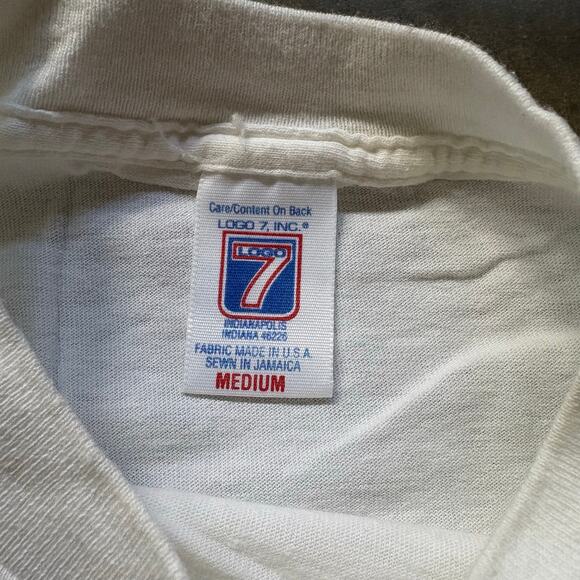 Care/Content On Back
LOGO 7, INC.®
LOGO
7
INDIANAPOLIS
INDIANA 46226
FABRIC MADE IN U.S.A.
SEWN IN JAMAICA
MEDIUM